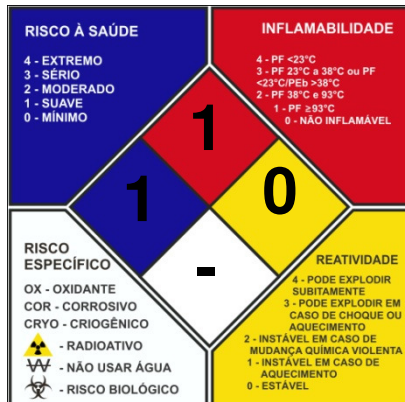 RISCO À SAÚDE
4 - EXTREMO
3 - SÉRIO
2 - MODERADO
1 - SUAVE
0 - MÍNIMO
INFLAMABILIDADE
4 - PF <23°C
3 - PF 23°C a 38°C ou PF
<23°C/PEb >38°C
2 - PF 38°C e 93°C
1 - PF ≥93°C
0 - NÃO INFLAMÁVEL
1
1
0
-
RISCO
ESPECÍFICO
OX - OXIDANTE
COR - CORROSIVO
CRYO - CRIOGÊNICO
- RADIOATIVO
W - NÃO USAR ÁGUA
- RISCO BIOLÓGICO
REATIVIDADE
4 - PODE EXPLODIR
SUBITAMENTE
3 - PODE EXPLODIR EM
CASO DE CHOQUE OU
AQUECIMENTO
2 - INSTÁVEL EM CASO DE
MUDANÇA QUÍMICA VIOLENTA
1 - INSTÁVEL EM CASO DE
AQUECIMENTO
0 - ESTÁVEL